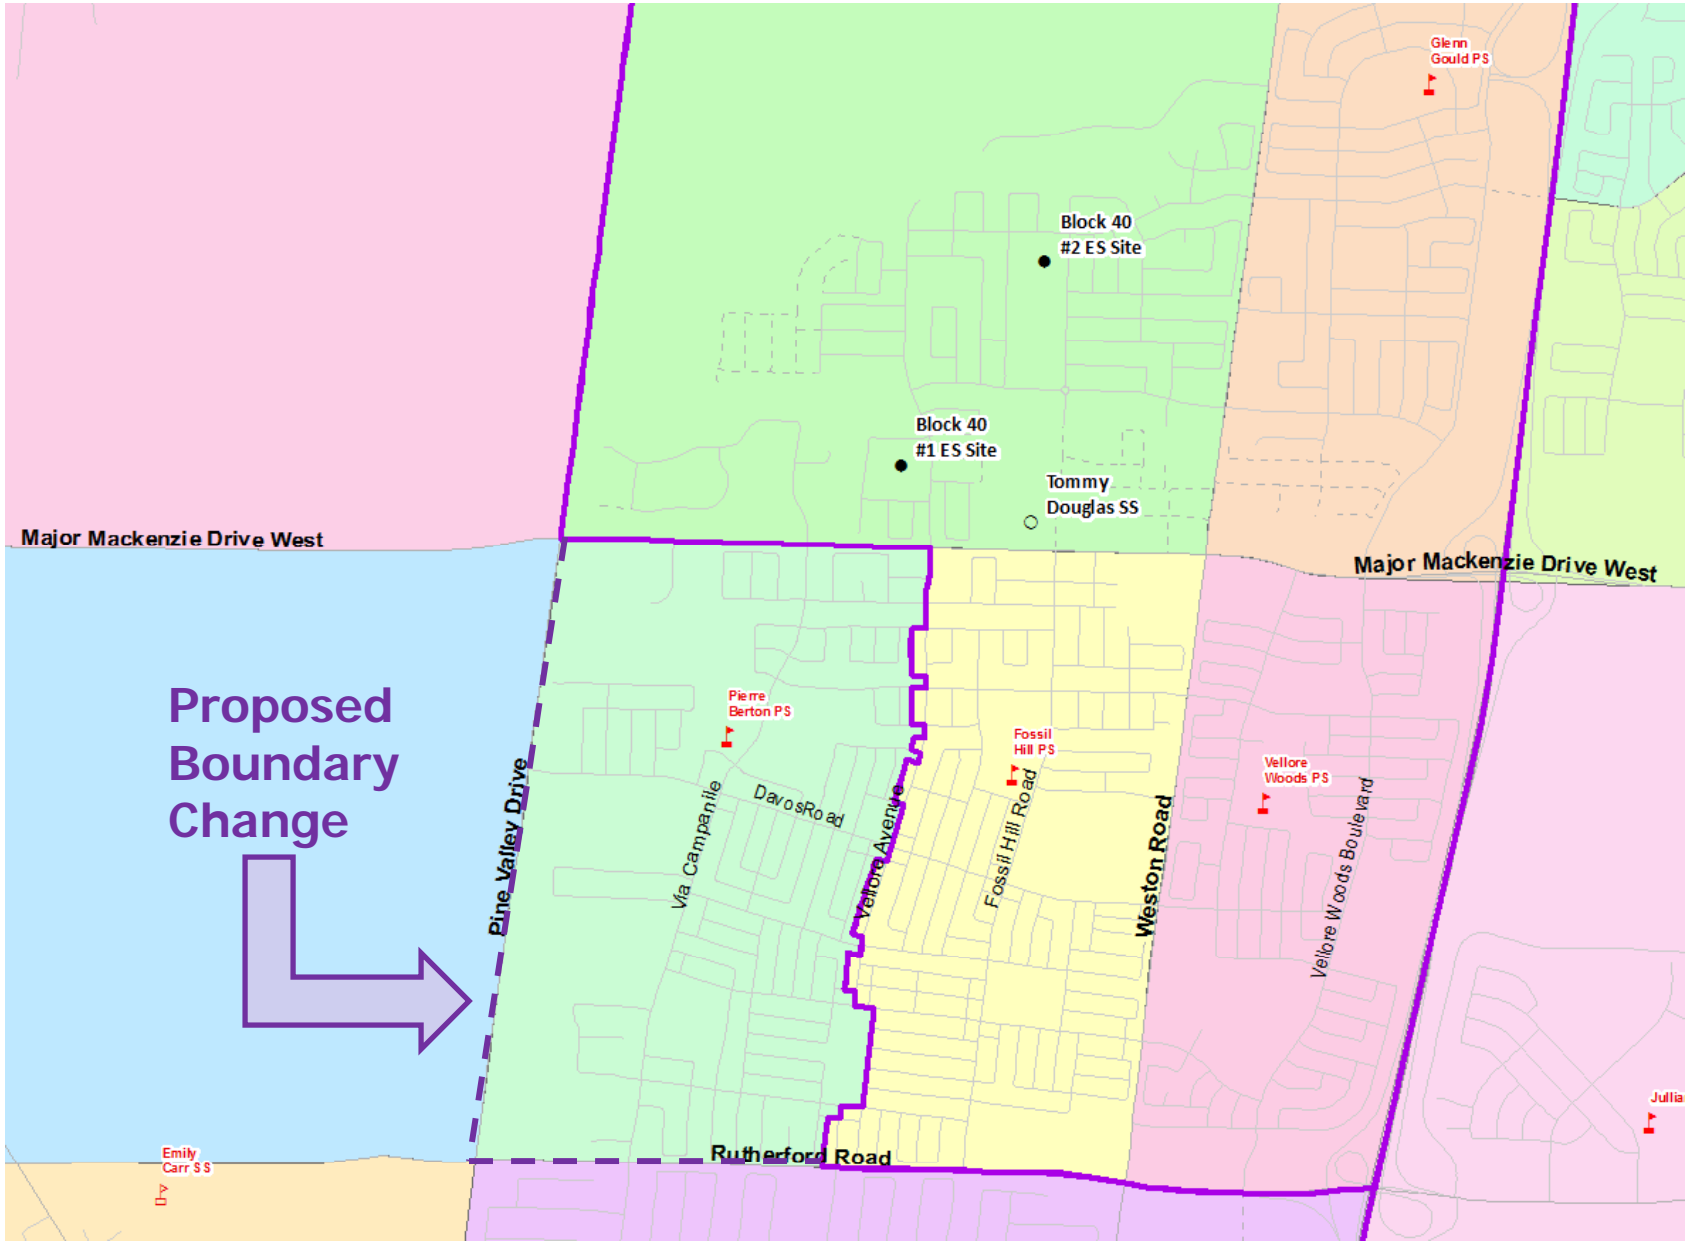 Glenn
Gould PS
Block 40
#2 ES Site
Block 40
#1 ES Site
Tommy
Douglas SS
Major Mackenzie Drive West
Major Mackenzie Drive West
Proposed
Boundary
Change
Pierre
Berton PS
Fossil
Hill PS
Vellore
Woods PS
Pine Valley Drive
Via Campanile
DavosRoad
Vellore Avenue
Fossil Hill Road
Weston Road
Vellore Woods Boulevard
Jullia
Emily
Carr SS
Rutherford Road